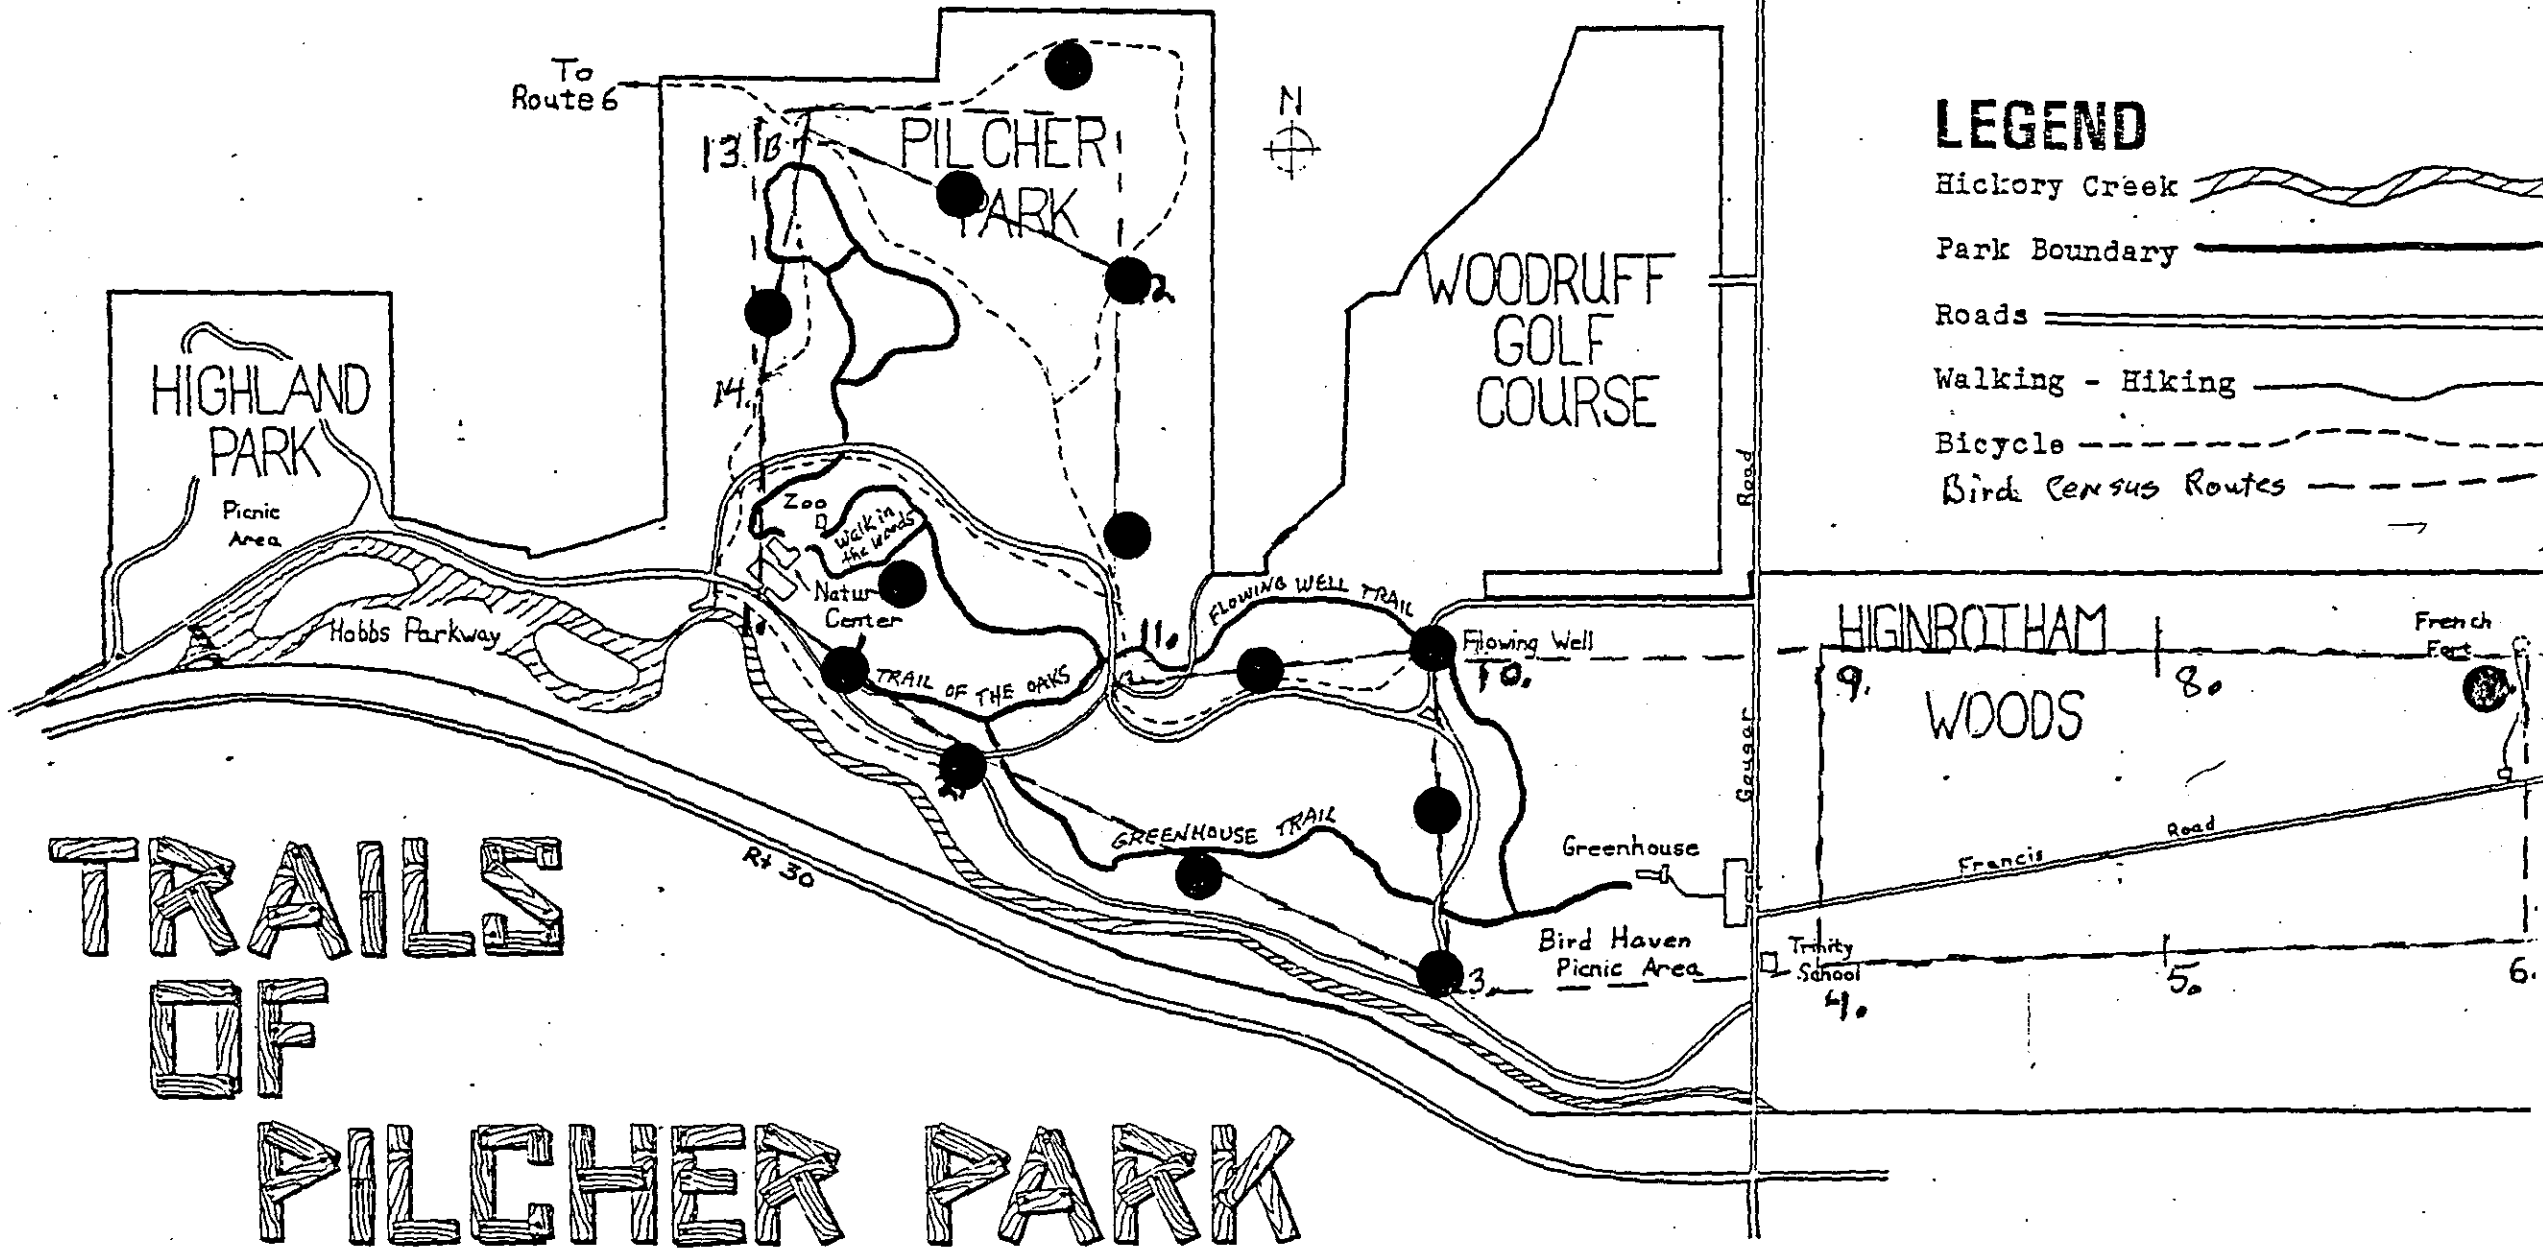 To
Route 6
N
13.
B
PILCHER
PARK
2
14.
HIGHLAND
PARK
Picnic
Area
WOODRUFF
GOLF
COURSE
LEGEND
Hickory Creek
Park Boundary
Roads
Walking - Hiking
Bicycle
Bird Census Routes
Road
Zoo
Walk in
the Woods
Natur
Center
Hobbs Parkway
1.
TRAIL OF THE OAKS
11.
FLOWING WELL TRAIL
Flowing Well
10.
HIGINBOTHAM
WOODS
9.
8.
French
Fort
Gougar
GREENHOUSE TRAIL
Greenhouse
Francis
Road
Rt 30
Bird Haven
Picnic Area
3.
Trinity
School
4.
5.
6.
TRAILS
OF
PILCHER PARK